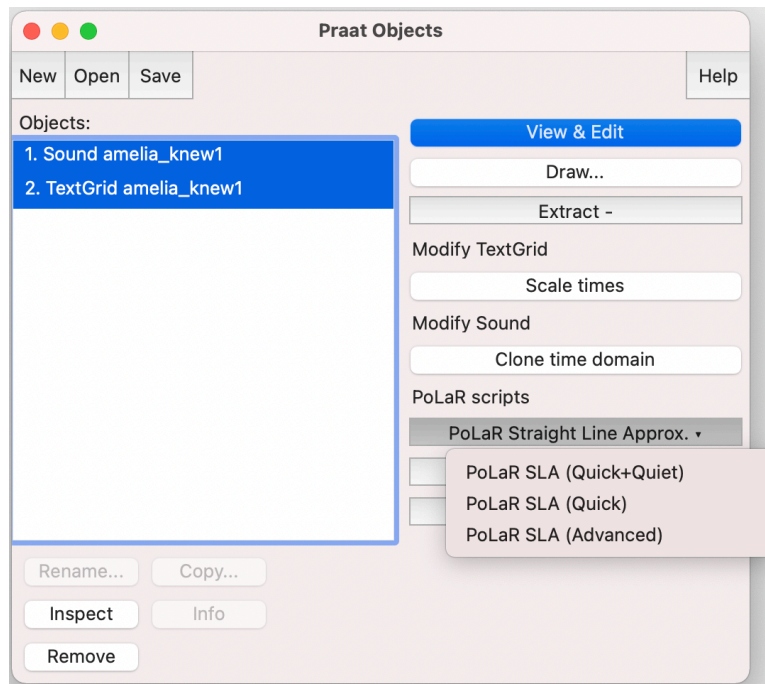 Praat Objects
New Open Save Help
Objects:
1. Sound amelia_knew1
2. TextGrid amelia_knew1
View & Edit
Draw...
Extract -
Modify TextGrid
Scale times
Modify Sound
Clone time domain
PoLaR scripts
PoLaR Straight Line Approx. ▾
PoLaR SLA (Quick+Quiet)
PoLaR SLA (Quick)
PoLaR SLA (Advanced)
Rename... Copy...
Inspect Info
Remove